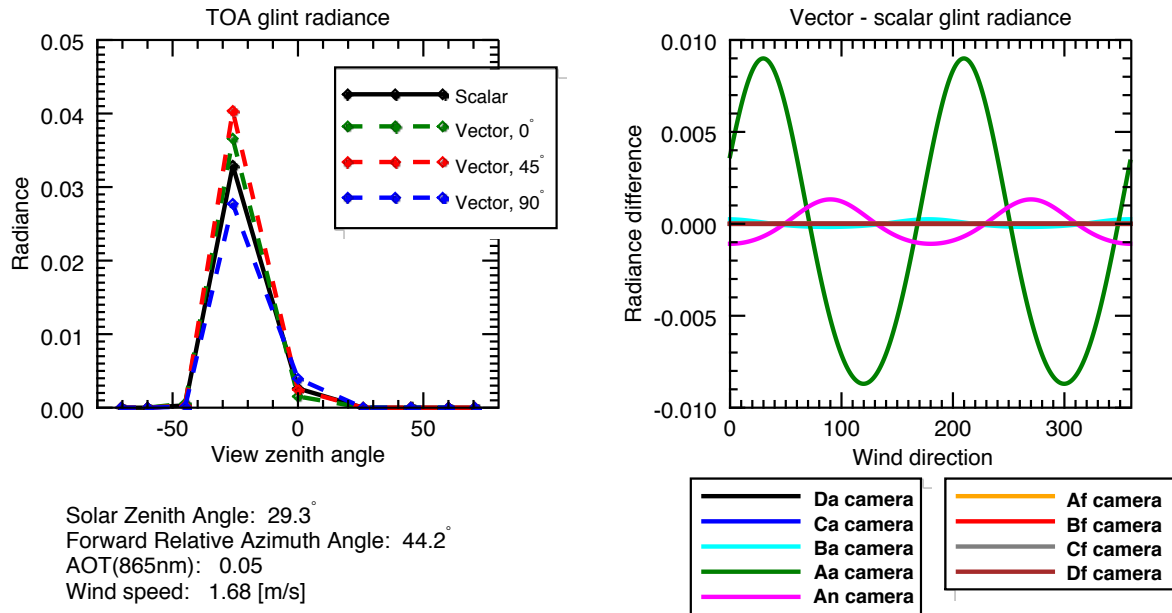 TOA glint radiance
0.05
0.04
0.03
0.02
0.01
0.00
Radiance
-50
0
50
View zenith angle
Scalar
Vector, 0°
Vector, 45°
Vector, 90°
Solar Zenith Angle: 29.3°
Forward Relative Azimuth Angle: 44.2°
AOT(865nm): 0.05
Wind speed: 1.68 [m/s]
Vector - scalar glint radiance
0.010
0.005
0.000
-0.005
-0.010
Radiance difference
0
100
200
300
Wind direction
Da camera
Ca camera
Ba camera
Aa camera
An camera
Af camera
Bf camera
Cf camera
Df camera